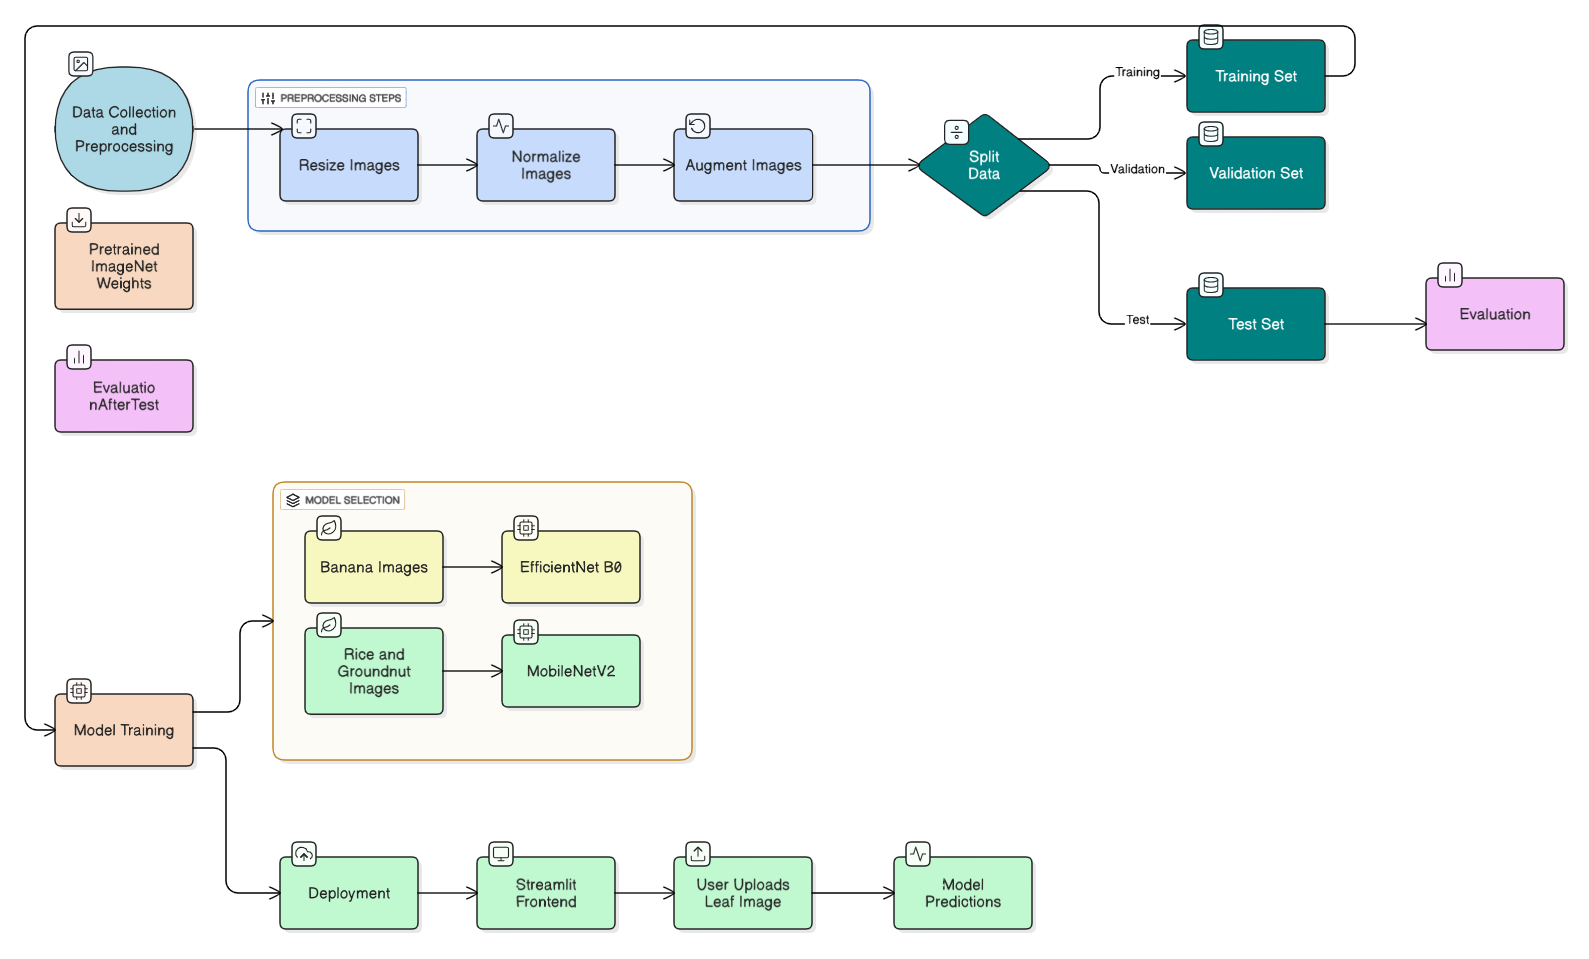 Data Collection
and
Preprocessing
PREPROCESSING STEPS
Resize Images
Normalize
Images
Augment Images
Split
Data
Training
Validation
Test
Training Set
Validation Set
Test Set
Evaluation
Pretrained
ImageNet
Weights
Evaluatio
nAfterTest
MODEL SELECTION
Banana Images
EfficientNet B0
Rice and
Groundnut
Images
MobileNetV2
Model Training
Deployment
Streamlit
Frontend
User Uploads
Leaf Image
Model
Predictions